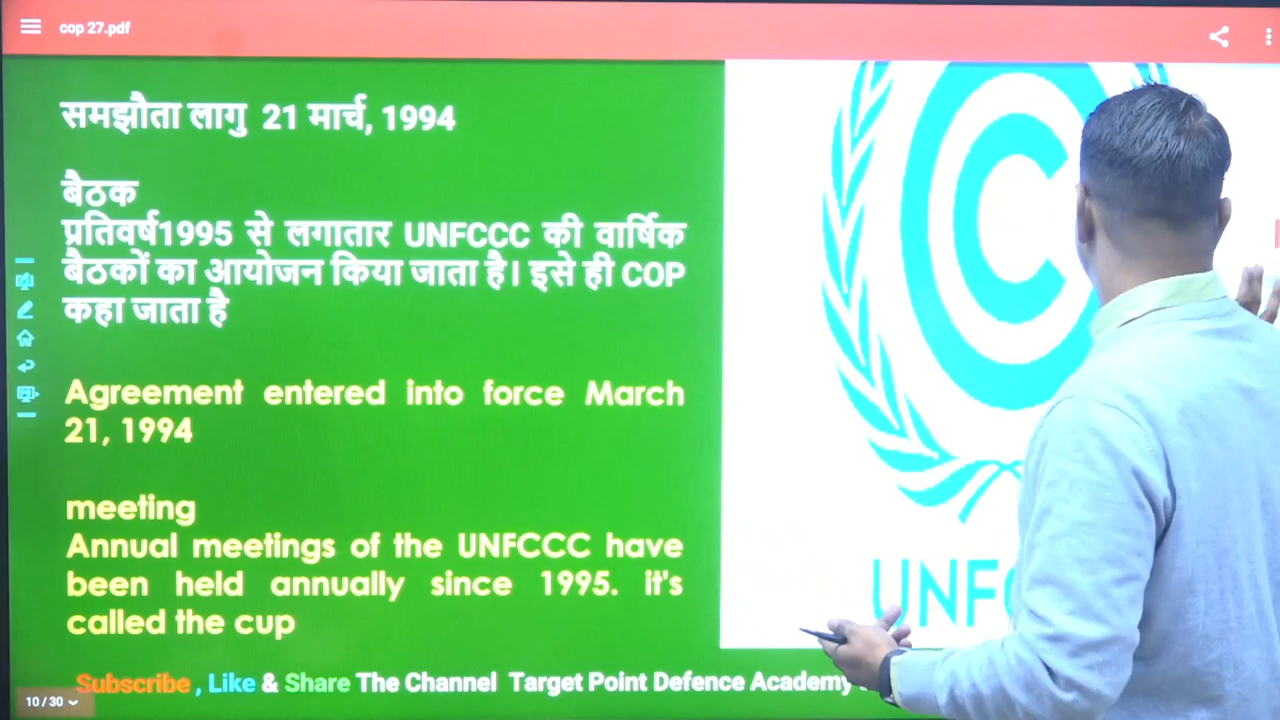 cop 27.pdf
समझौता लागु 21 मार्च, 1994
बैठक
प्रतिवर्ष1995 से लगातार UNFCCC की वार्षिक
बैठकों का आयोजन किया जाता है। इसे ही COP
कहा जाता है
Agreement entered into force March
21, 1994
meeting
Annual meetings of the UNFCCC have
been held annually since 1995. it's
called the cup
UNF
Subscribe , Like & Share The Channel Target Point Defence Academy
10 / 30